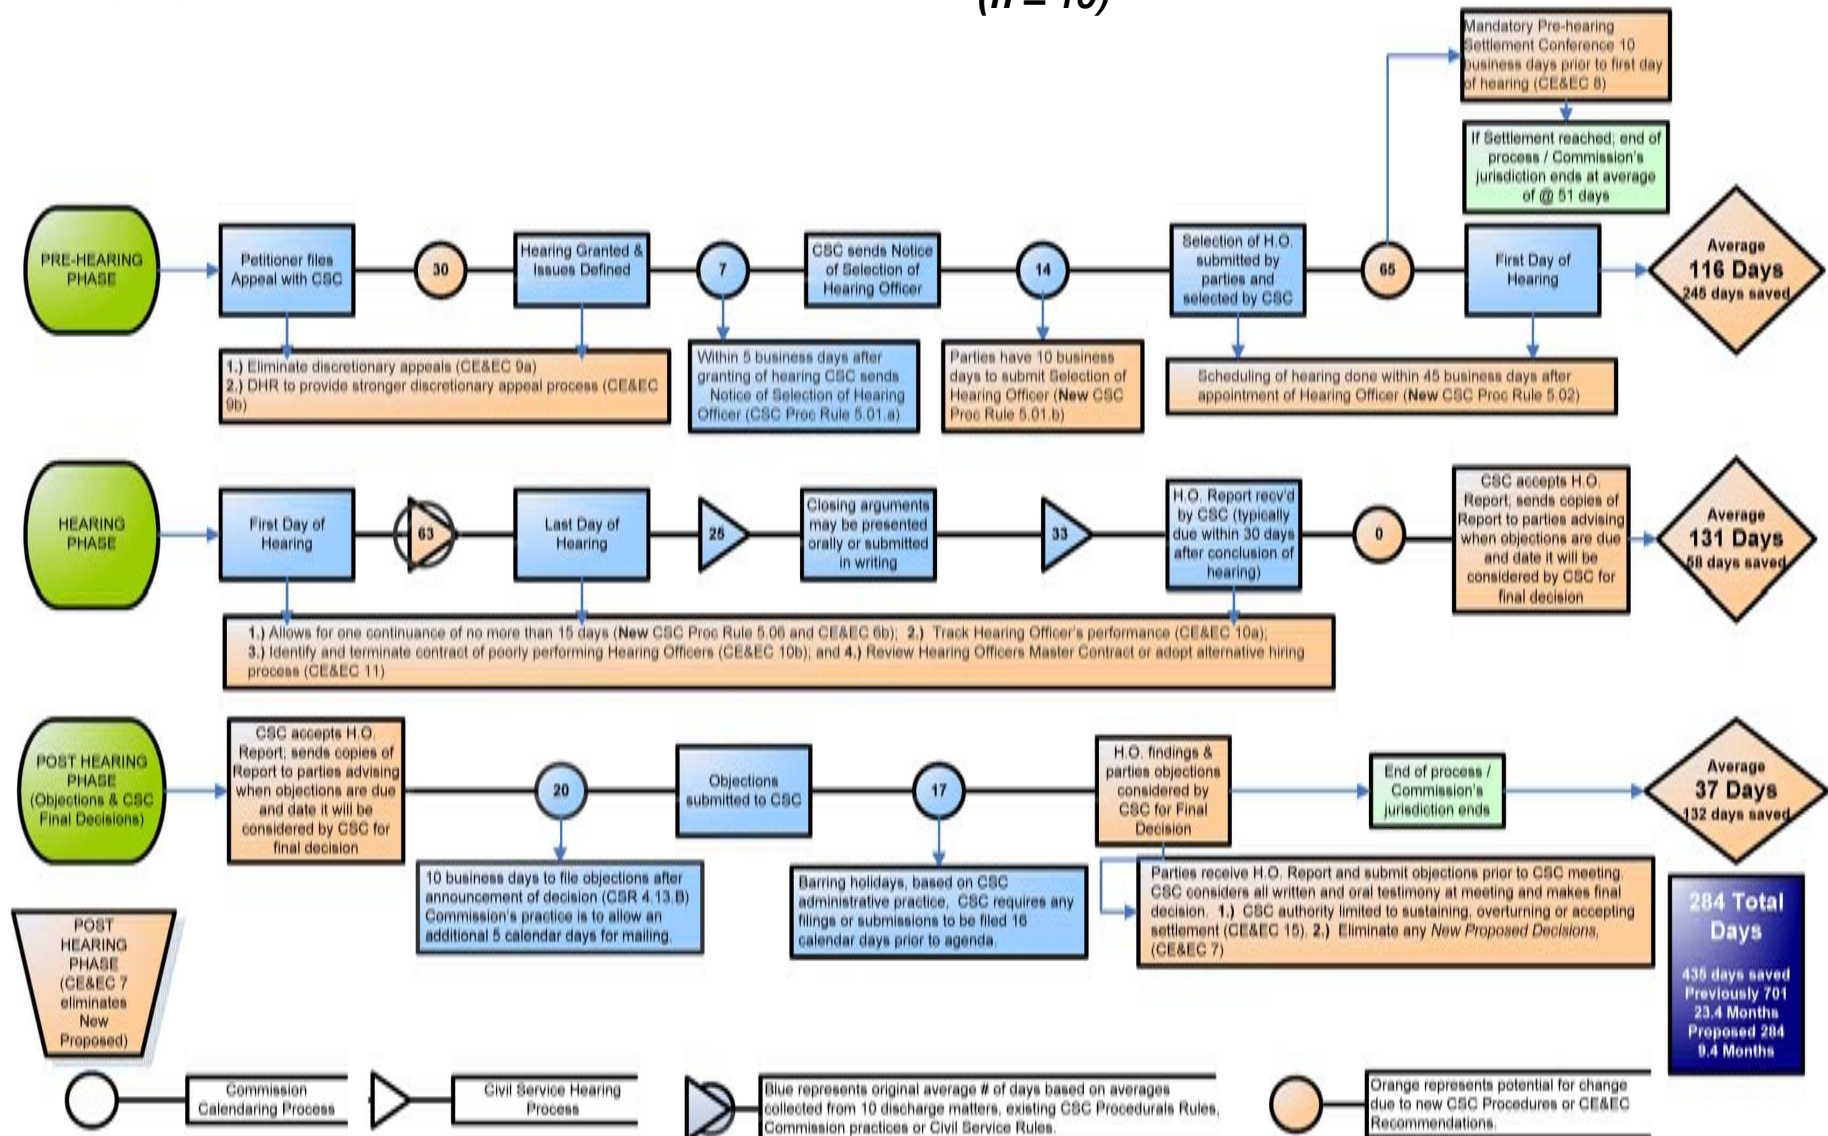 (n = 10)
Mandatory Pre-hearing
Settlement Conference 10
business days prior to first day
of hearing (CE&EC 8)
If Settlement reached; end of
process / Commission's
jurisdiction ends at average
of @ 51 days
PRE-HEARING
PHASE
Petitioner files
Appeal with CSC
30
Hearing Granted &
Issues Defined
7
CSC sends Notice
of Selection of
Hearing Officer
14
Selection of H.O.
submitted by
parties and
selected by CSC
65
First Day of
Hearing
Average
116 Days
245 days saved
1.) Eliminate discretionary appeals (CE&EC 9a)
2.) DHR to provide stronger discretionary appeal process (CE&EC
9b)
Within 5 business days after
granting of hearing CSC sends
Notice of Selection of Hearing
Officer (CSC Proc Rule 5.01.a)
Parties have 10 business
days to submit Selection of
Hearing Officer (New CSC
Proc Rule 5.01.b)
Scheduling of hearing done within 45 business days after
appointment of Hearing Officer (New CSC Proc Rule 5.02)
HEARING
PHASE
First Day of
Hearing
63
Last Day of
Hearing
25
Closing arguments
may be presented
orally or submitted
in writing
33
H.O. Report recv'd
by CSC (typically
due within 30 days
after conclusion of
hearing)
0
CSC accepts H.O.
Report; sends copies of
Report to parties advising
when objections are due
and date it will be
considered by CSC for
final decision
Average
131 Days
58 days saved
1.) Allows for one continuance of no more than 15 days (New CSC Proc Rule 5.06 and CE&EC 6b); 2.) Track Hearing Officer's performance (CE&EC 10a);
3.) Identify and terminate contract of poorly performing Hearing Officers (CE&EC 10b); and 4.) Review Hearing Officers Master Contract or adopt alternative hiring
process (CE&EC 11)
POST HEARING
PHASE
(Objections & CSC
Final Decisions)
CSC accepts H.O.
Report; sends copies of
Report to parties advising
when objections are due
and date it will be
considered by CSC for
final decision
20
Objections
submitted to CSC
17
H.O. findings &
parties objections
considered by
CSC for Final
Decision
End of process /
Commission's
jurisdiction ends
Average
37 Days
132 days saved
10 business days to file objections after
announcement of decision (CSR 4.13.B)
Commission's practice is to allow an
additional 5 calendar days for mailing.
Barring holidays, based on CSC
administrative practice, CSC requires any
filings or submissions to be filed 16
calendar days prior to agenda.
Parties receive H.O. Report and submit objections prior to CSC meeting.
CSC considers all written and oral testimony at meeting and makes final
decision. 1.) CSC authority limited to sustaining, overturning or accepting
settlement (CE&EC 15). 2.) Eliminate any New Proposed Decisions,
(CE&EC 7)
POST
HEARING
PHASE
(CE&EC 7
eliminates
New
Proposed)
284 Total
Days
435 days saved
Previously 701
23.4 Months
Proposed 284
9.4 Months
Commission
Calendaring Process
Civil Service Hearing
Process
Blue represents original average # of days based on averages
collected from 10 discharge matters, existing CSC Procedurals Rules,
Commission practices or Civil Service Rules.
Orange represents potential for change
due to new CSC Procedures or CE&EC
Recommendations.